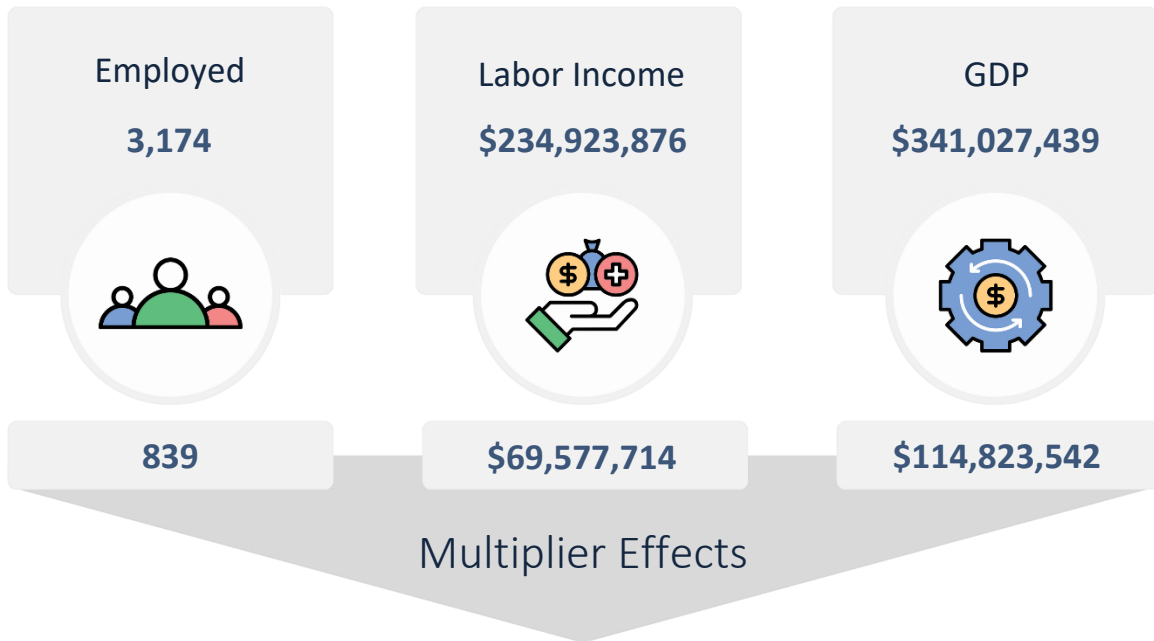 Employed
3,174
Labor Income
$234,923,876
GDP
$341,027,439
$
$
839
$69,577,714
$114,823,542
Multiplier Effects